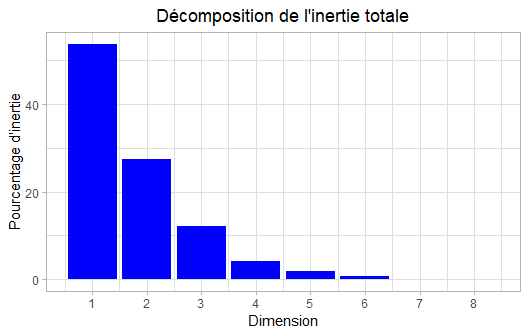 Décomposition de l'inertie totale
Pourcentage d'inertie
40
20
0
1 2 3 4 5 6 7 8
Dimension